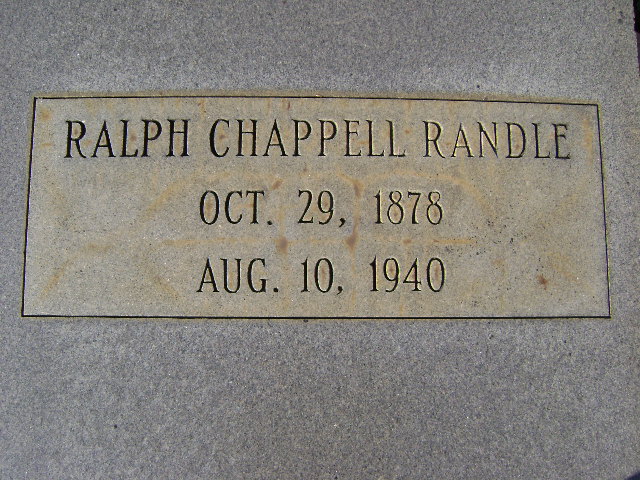 RALPH CHAPPELL RANDLE
OCT. 29, 1878
AUG. 10, 1940